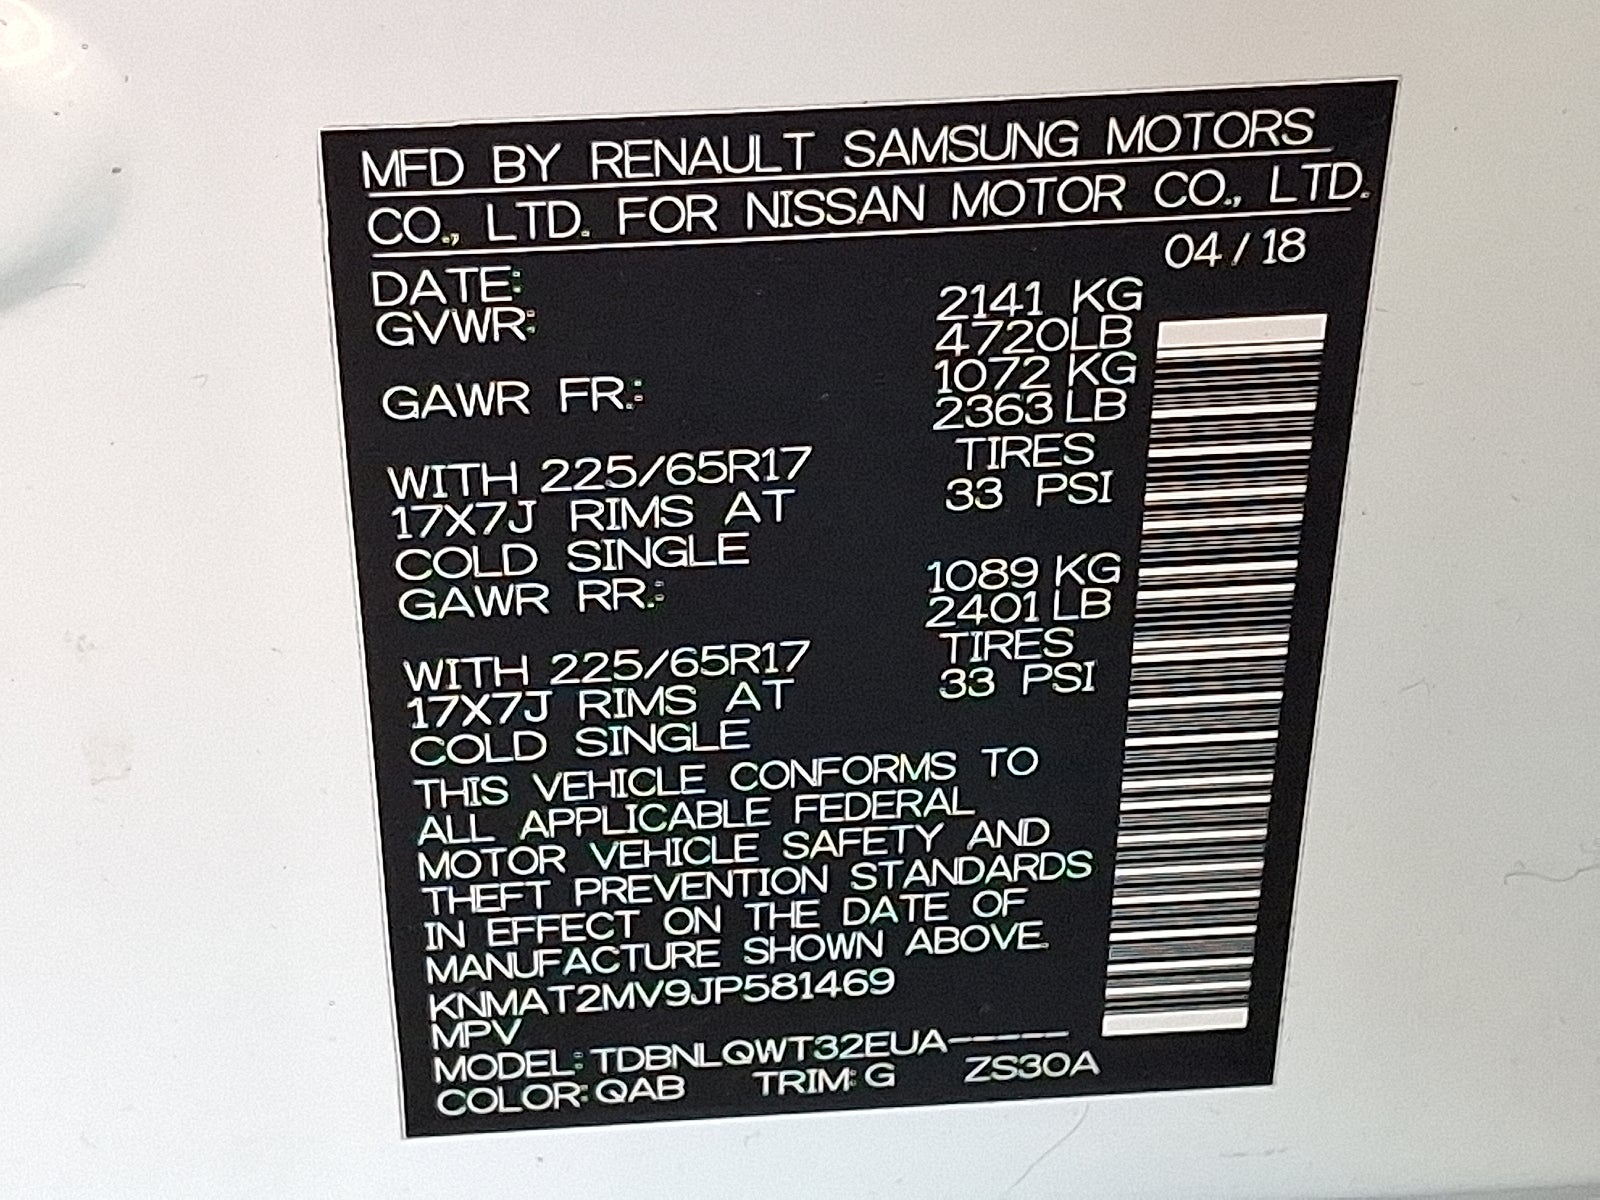 MFD BY RENAULT SAMSUNG MOTORS
CO., LTD. FOR NISSAN MOTOR CO., LTD.
DATE: 04 / 18
GVWR: 2141 KG
4720LB
GAWR FR.: 1072 KG
2363 LB
WITH 225/65R17 TIRES
17X7J RIMS AT 33 PSI
COLD SINGLE
GAWR RR.: 1089 KG
2401 LB
WITH 225/65R17 TIRES
17X7J RIMS AT 33 PSI
COLD SINGLE
THIS VEHICLE CONFORMS TO
ALL APPLICABLE FEDERAL
MOTOR VEHICLE SAFETY AND
THEFT PREVENTION STANDARDS
IN EFFECT ON THE DATE OF
MANUFACTURE SHOWN ABOVE.
KNMAT2MV9JP581469
MPV
MODEL: TDBNLQWT32EUA-----
COLOR: QAB TRIM: G ZS30A